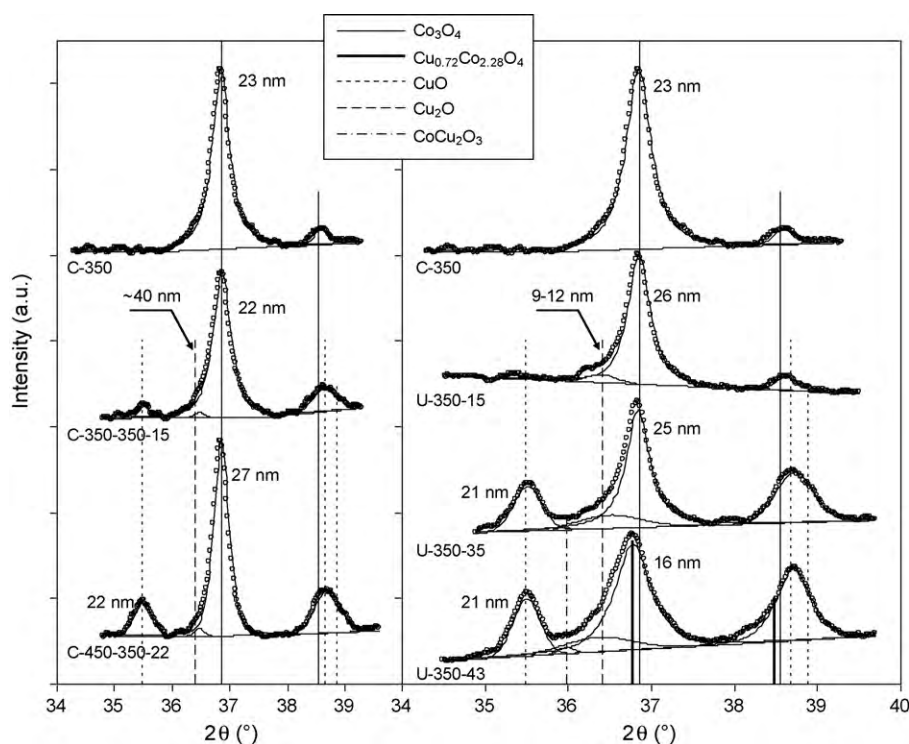 Co₃O₄
Cu₀.₇₂Co₂.₂₈O₄
CuO
Cu₂O
CoCu₂O₃
23 nm
23 nm
C-350
C-350
~40 nm
22 nm
9-12 nm
26 nm
C-350-350-15
U-350-15
27 nm
25 nm
21 nm
U-350-35
22 nm
16 nm
21 nm
C-450-350-22
U-350-43
Intensity (a.u.)
34 35 36 37 38 39 34 35 36 37 38 39 40
2θ (°) 2θ (°)